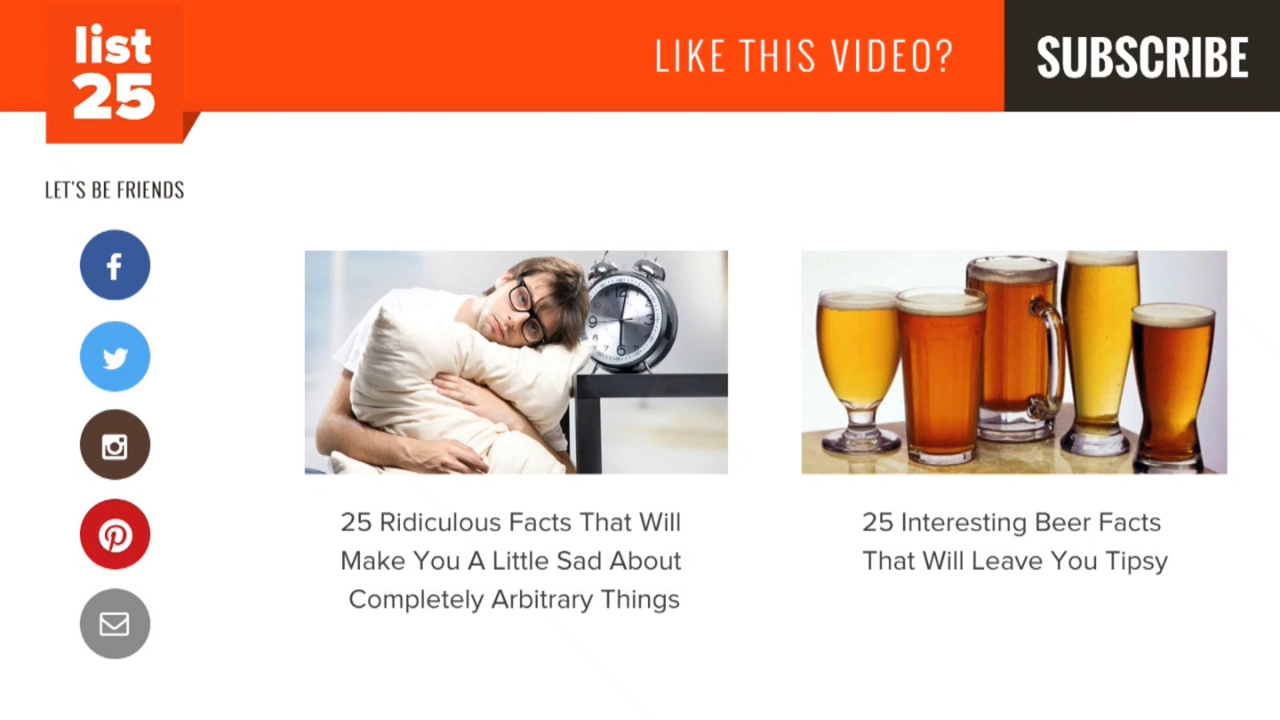 list
25
LIKE THIS VIDEO?
SUBSCRIBE
LET'S BE FRIENDS
25 Ridiculous Facts That Will
Make You A Little Sad About
Completely Arbitrary Things
25 Interesting Beer Facts
That Will Leave You Tipsy